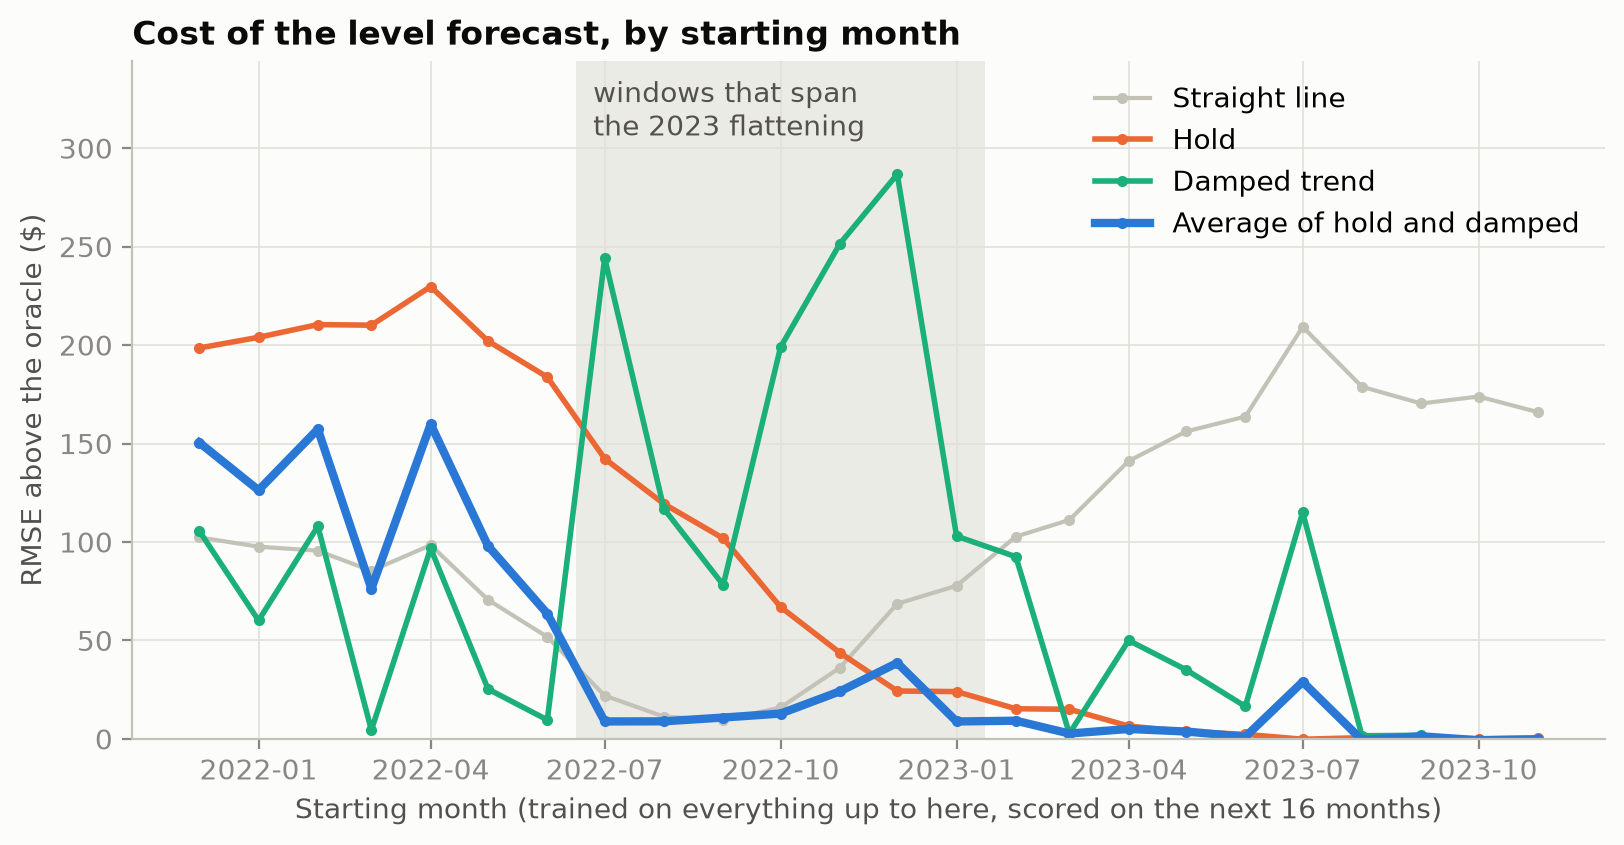 Cost of the level forecast, by starting month
windows that span
the 2023 flattening
Straight line
Hold
Damped trend
Average of hold and damped
RMSE above the oracle ($)
300
250
200
150
100
50
0
2022-01
2022-04
2022-07
2022-10
2023-01
2023-04
2023-07
2023-10
Starting month (trained on everything up to here, scored on the next 16 months)